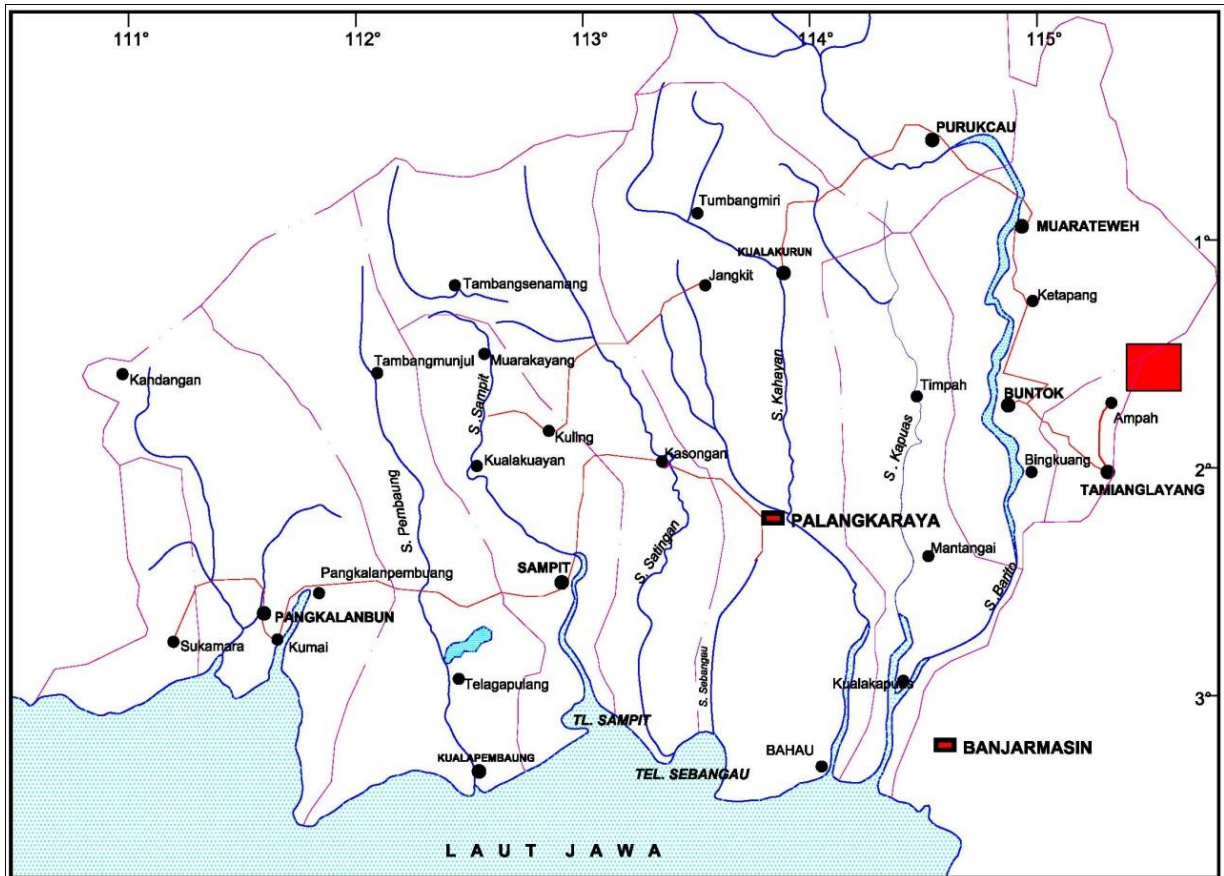 111°
112°
113°
114°
115°
PURUKCAU
Tumbangmiri
MUARATEWEH
1°
KUALAKURUN
Jangkit
Tambangsenamang
Ketapang
Muarakayang
Tambangmunjul
Kandangan
S. Sampit
S. Kahayan
Timpah
BUNTOK
Ampah
Kuling
S. Kapuas
Kasongan
Kualakuayan
Bingkuang
2°
TAMIANGLAYANG
S. Pembaung
PALANGKARAYA
S. Satingan
Mantangai
SAMPIT
Pangkalanpembuang
S. Barito
PANGKALANBUN
Sukamara
Kumai
S. Sebangau
Telagapulang
Kualakapuas
3°
TL. SAMPIT
BANJARMASIN
BAHAU
KUALAPEMBAUNG
TEL. SEBANGAU
LAUT JAWA